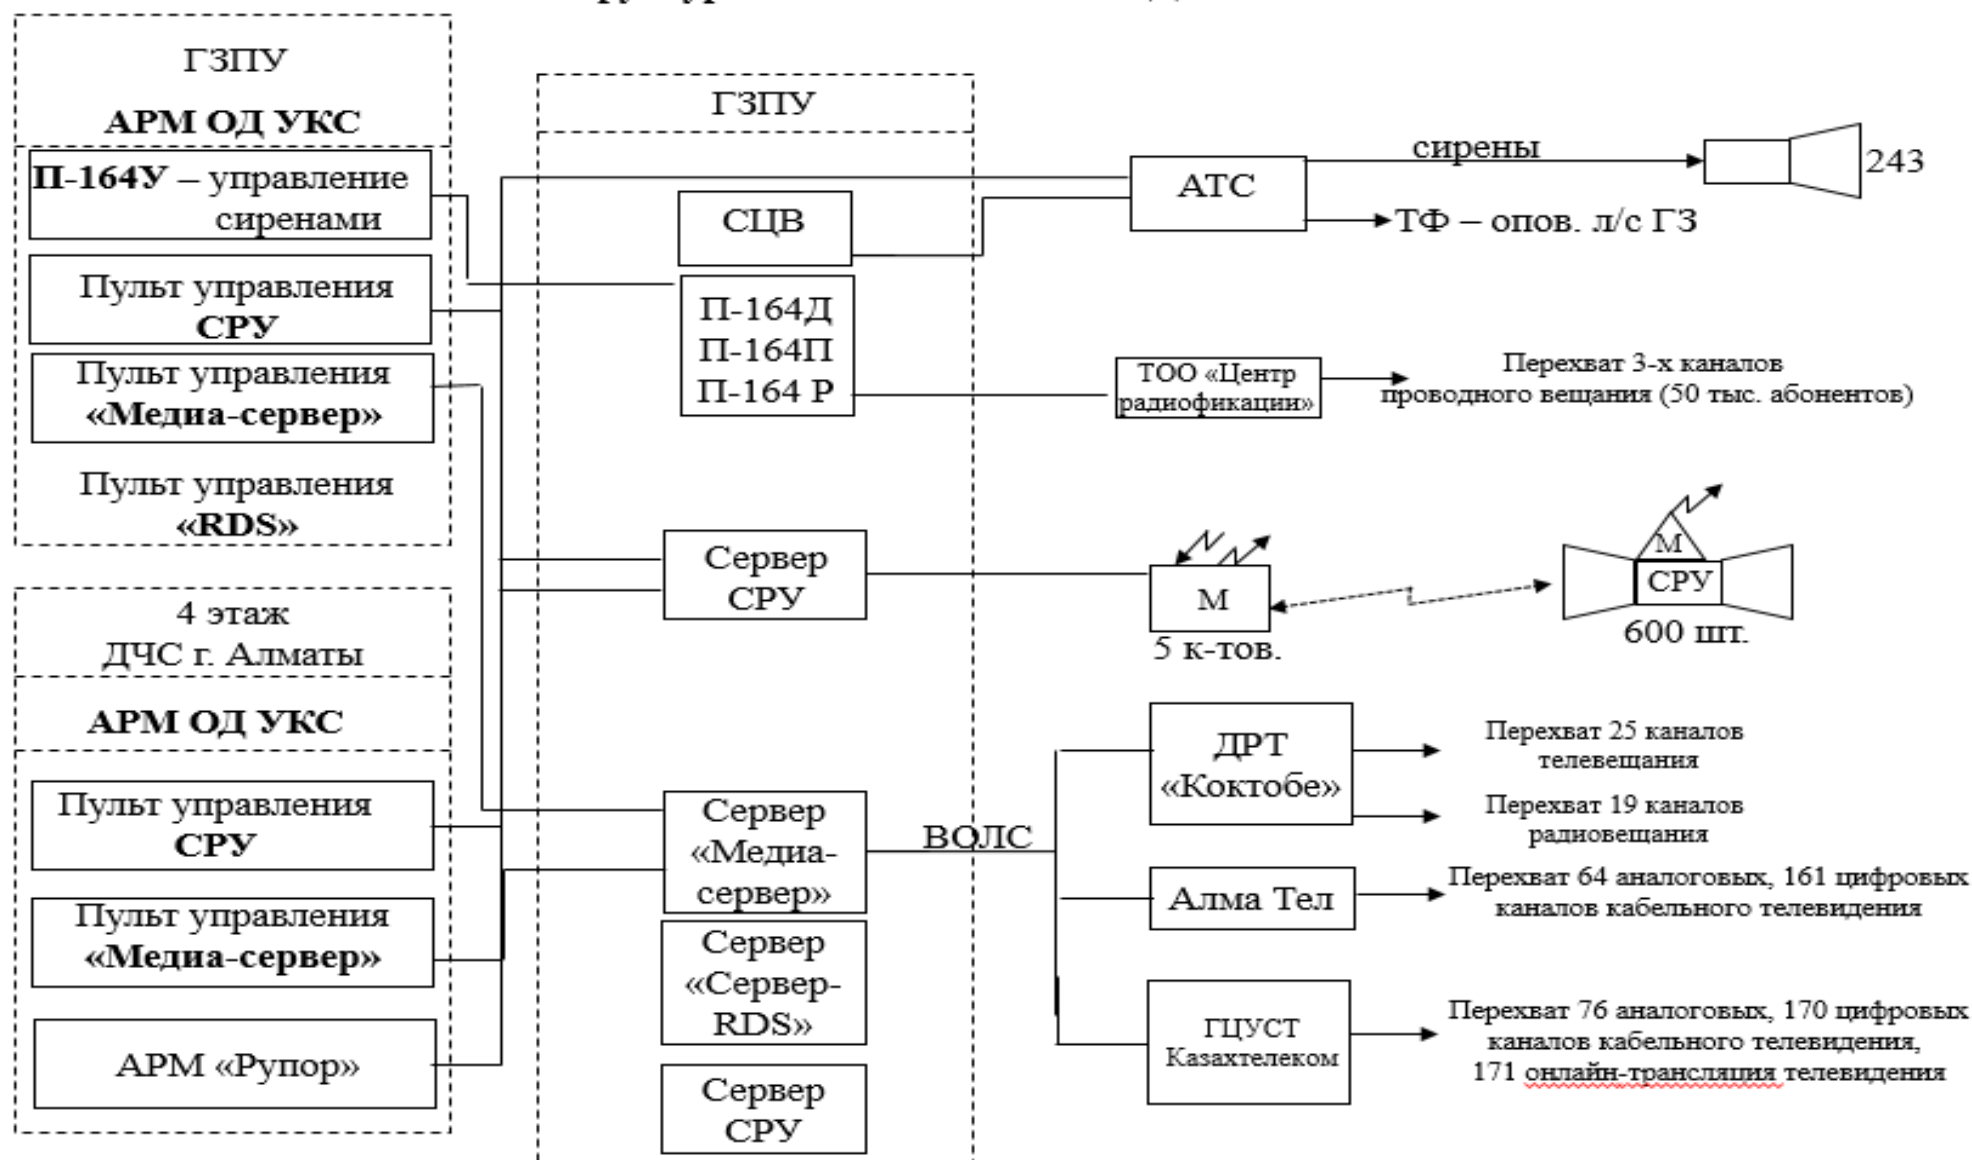 ГЗПУ
АРМ ОД УКС
П-164У – управление
сиренами
Пульт управления
СРУ
Пульт управления
«Медиа-сервер»
Пульт управления
«RDS»
4 этаж
ДЧС г. Алматы
АРМ ОД УКС
Пульт управления
СРУ
Пульт управления
«Медиа-сервер»
АРМ «Рупор»
ГЗПУ
СЦВ
П-164Д
П-164П
П-164 Р
Сервер
СРУ
Сервер
«Медиа-
сервер»
Сервер
«Сервер-
RDS»
Сервер
СРУ
ВОЛС
АТС
сирены
243
ТФ – опов. л/с ГЗ
ТОО «Центр
радиофикации»
Перехват 3-х каналов
проводного вещания (50 тыс. абонентов)
М
5 к-тов.
М
СРУ
600 шт.
ДРТ
«Коктобе»
Перехват 25 каналов
телевещания
Перехват 19 каналов
радиовещания
Алма Тел
Перехват 64 аналоговых, 161 цифровых
каналов кабельного телевидения
ГЦУСТ
Казахтелеком
Перехват 76 аналоговых, 170 цифровых
каналов кабельного телевидения,
171 онлайн-трансляция телевидения